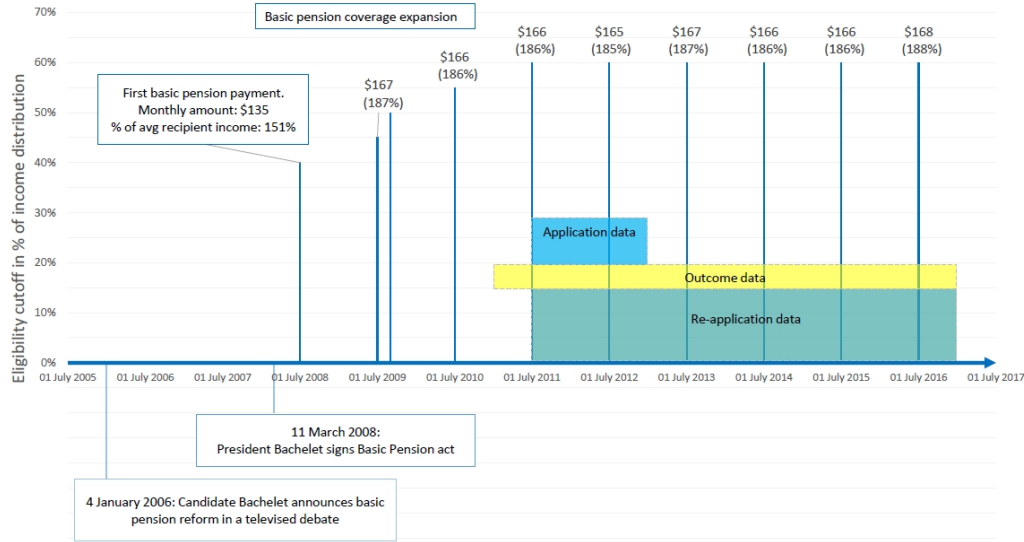 Basic pension coverage expansion
Eligibility cutoff in % of income distribution
70%
60%
50%
40%
30%
20%
10%
0%
First basic pension payment.
Monthly amount: $135
% of avg recipient income: 151%
$167
(187%)
$166
(186%)
$166
(186%)
$165
(185%)
$167
(187%)
$166
(186%)
$166
(186%)
$168
(188%)
Application data
Outcome data
Re-application data
01 July 2005
01 July 2006
01 July 2007
01 July 2008
01 July 2009
01 July 2010
01 July 2011
01 July 2012
01 July 2013
01 July 2014
01 July 2015
01 July 2016
01 July 2017
11 March 2008:
President Bachelet signs Basic Pension act
4 January 2006: Candidate Bachelet announces basic
pension reform in a televised debate